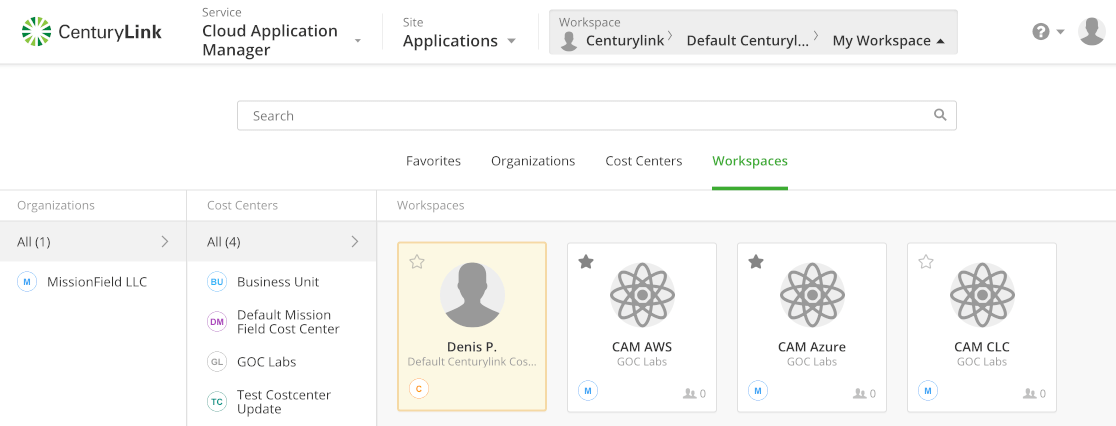 CenturyLink
Service
Cloud Application
Manager
Site
Applications
Workspace
Centurylink
Default Centuryl...
My Workspace
?
Search
Favorites
Organizations
Cost Centers
Workspaces
Organizations
Cost Centers
Workspaces
All (1)
M MissionField LLC
All (4)
BU Business Unit
DM Default Mission
Field Cost Center
GL GOC Labs
TC Test Costcenter
Update
Denis P.
Default Centurylink Cos...
C
CAM AWS
GOC Labs
M 0
CAM Azure
GOC Labs
M 0
CAM CLC
GOC Labs
M 0